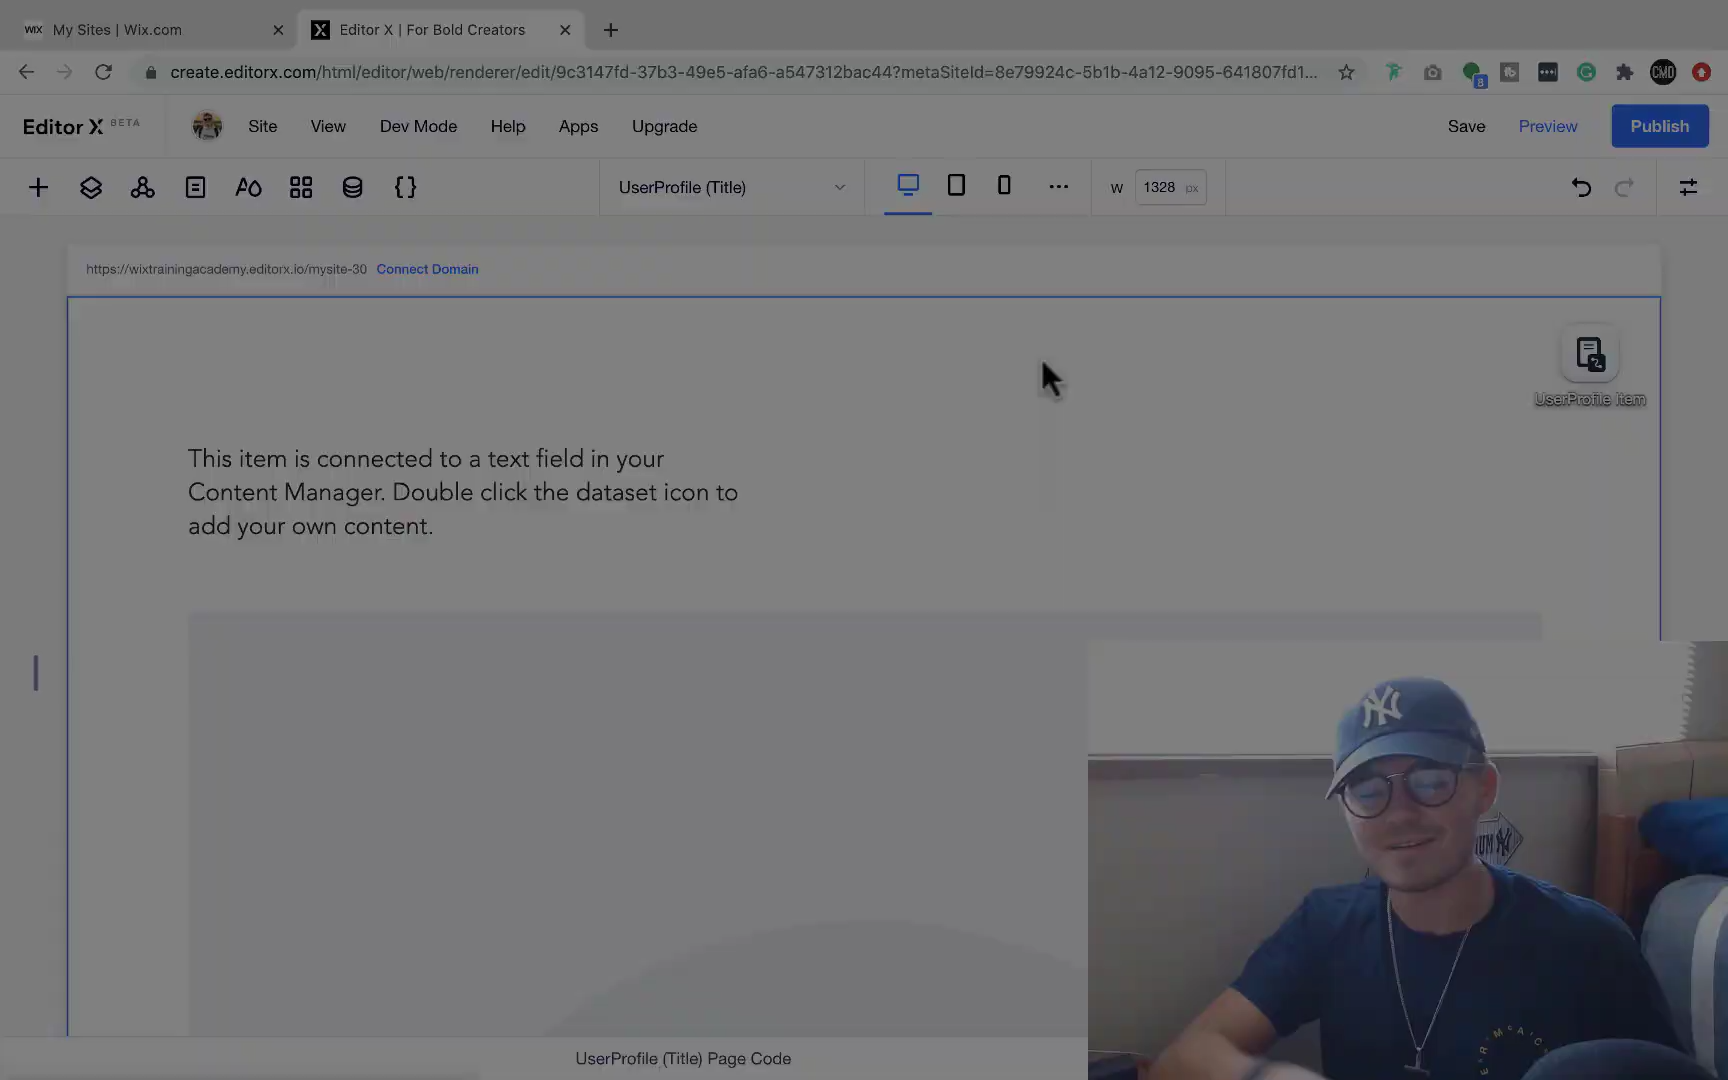 WIX My Sites | Wix.com
X Editor X | For Bold Creators
create.editorx.com/html/editor/web/renderer/edit/9c3147fd-37b3-49e5-afa6-a547312bac44?metaSiteId=8e79924c-5b1b-4a12-9095-641807fd1...
8
CMD
Editor X BETA
Site
View
Dev Mode
Help
Apps
Upgrade
Save
Preview
Publish
UserProfile (Title)
W
1328 px
https://wixtrainingacademy.editorx.io/mysite-30 Connect Domain
UserProfile Item
This item is connected to a text field in your
Content Manager. Double click the dataset icon to
add your own content.
NY
UserProfile (Title) Page Code